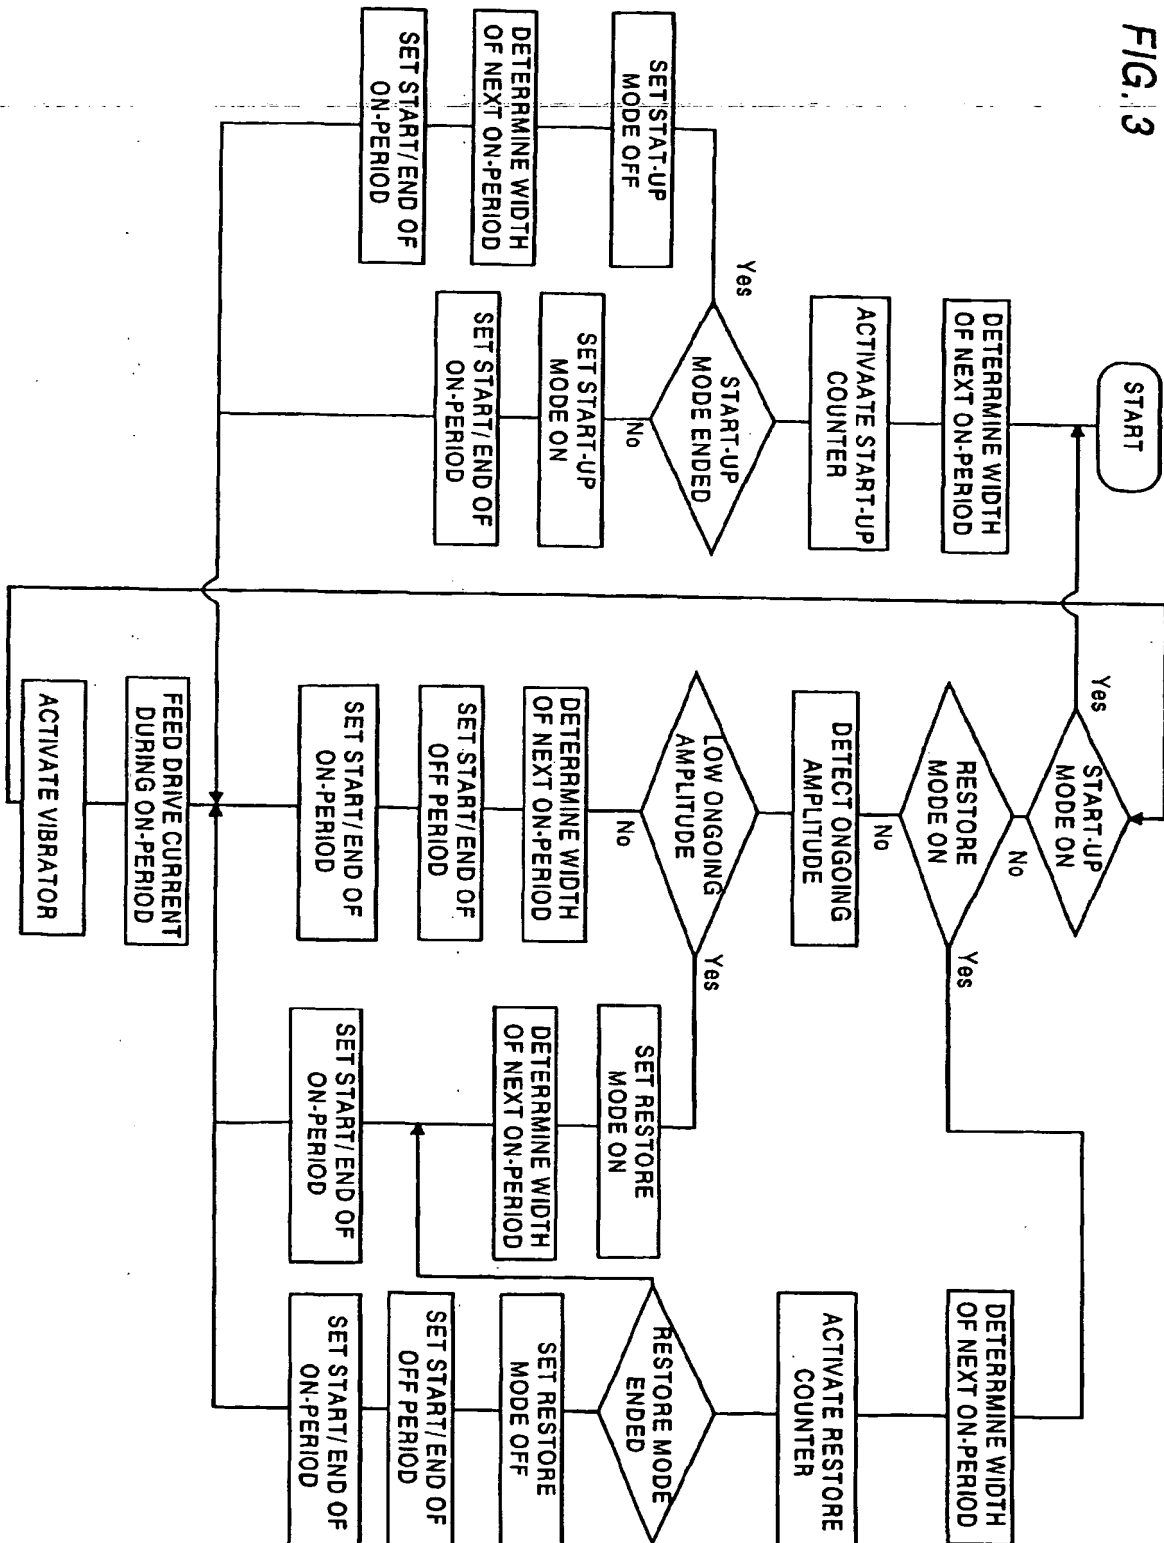 FIG. 3
START
DETERRMINE WIDTH
OF NEXT ON-PERIOD
ACTIVAATE START-UP
COUNTER
START-UP
MODE ENDED
Yes
No
SET STAT-UP
MODE OFF
DETERRMINE WIDTH
OF NEXT ON-PERIOD
SET START/ END OF
ON-PERIOD
SET START-UP
MODE ON
SET START/ END OF
ON-PERIOD
START-UP
MODE ON
Yes
No
RESTORE
MODE ON
Yes
No
DETECT ONGOING
AMPLITUDE
LOW ONGOING
AMPLITUDE
Yes
No
DETERRMINE WIDTH
OF NEXT ON-PERIOD
SET START/ END OF
OFF PERIOD
SET START/ END OF
ON-PERIOD
FEED DRIVE CURRENT
DURING ON-PERIOD
ACTIVATE VIBRATOR
SET RESTORE
MODE ON
DETERRMINE WIDTH
OF NEXT ON-PERIOD
SET START/ END OF
ON-PERIOD
DETERRMINE WIDTH
OF NEXT ON-PERIOD
ACTIVATE RESTORE
COUNTER
RESTORE MODE
ENDED
SET RESTORE
MODE OFF
SET START/ END OF
OFF PERIOD
SET START/ END OF
ON-PERIOD